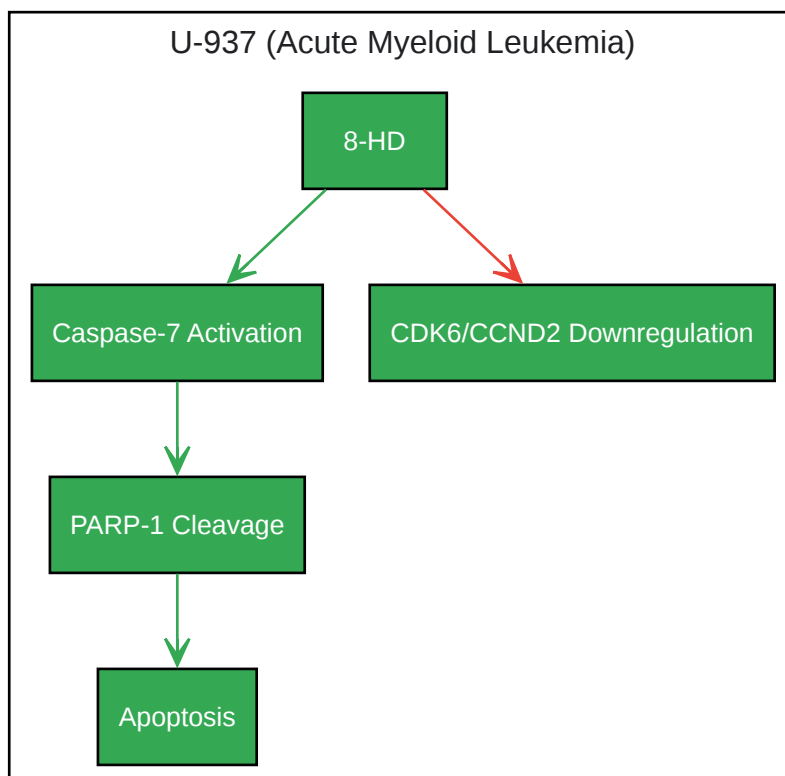 U-937 (Acute Myeloid Leukemia)
8-HD
Caspase-7 Activation
CDK6/CCND2 Downregulation
PARP-1 Cleavage
Apoptosis